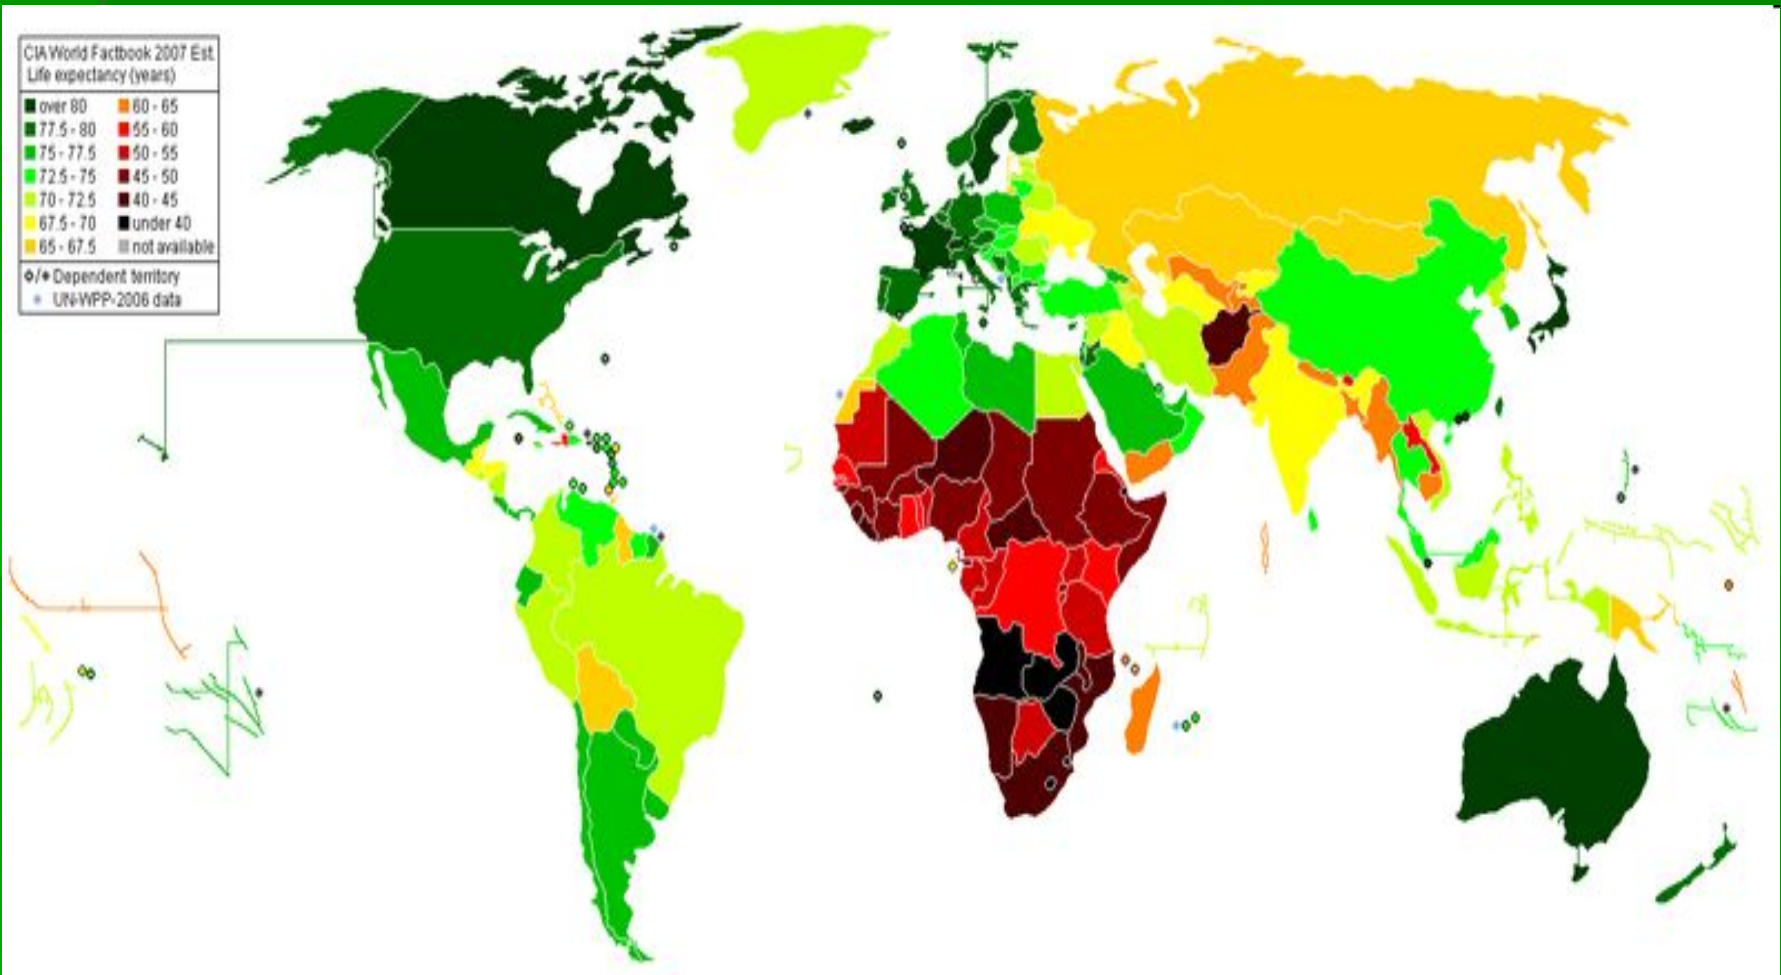 CIA World Factbook 2007 Est.
Life expectancy (years)
over 80
77.5 - 80
75 - 77.5
72.5 - 75
70 - 72.5
67.5 - 70
65 - 67.5
60 - 65
55 - 60
50 - 55
45 - 50
40 - 45
under 40
not available
Dependent territory
UN-WPP-2006 data